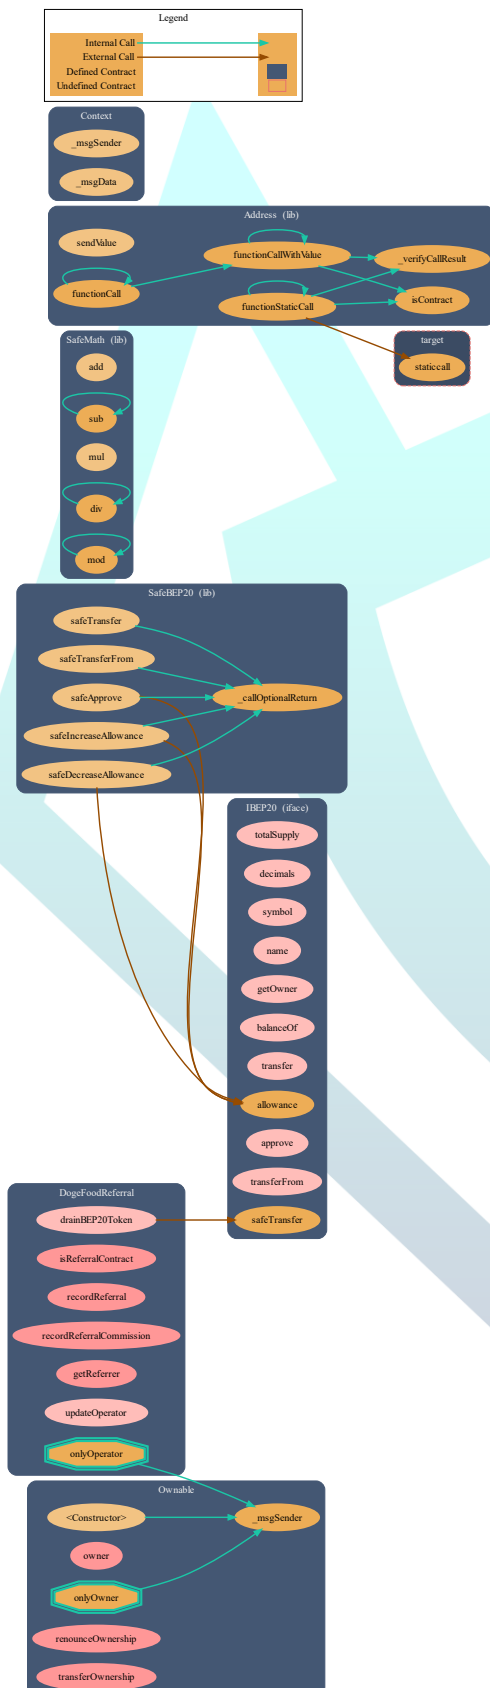 Legend
Internal Call
External Call
Defined Contract
Undefined Contract
Context
_msgSender
_msgData
Address (lib)
sendValue
functionCall
functionCallWithValue
functionStaticCall
_verifyCallResult
isContract
target
staticcall
SafeMath (lib)
add
sub
mul
div
mod
SafeBEP20 (lib)
safeTransfer
safeTransferFrom
safeApprove
safeIncreaseAllowance
safeDecreaseAllowance
_callOptionalReturn
IBEP20 (iface)
totalSupply
decimals
symbol
name
getOwner
balanceOf
transfer
allowance
approve
transferFrom
safeTransfer
DogeFoodReferral
drainBEP20Token
isReferralContract
recordReferral
recordReferralCommission
getReferrer
updateOperator
onlyOperator
Ownable
<Constructor>
_msgSender
owner
onlyOwner
renounceOwnership
transferOwnership